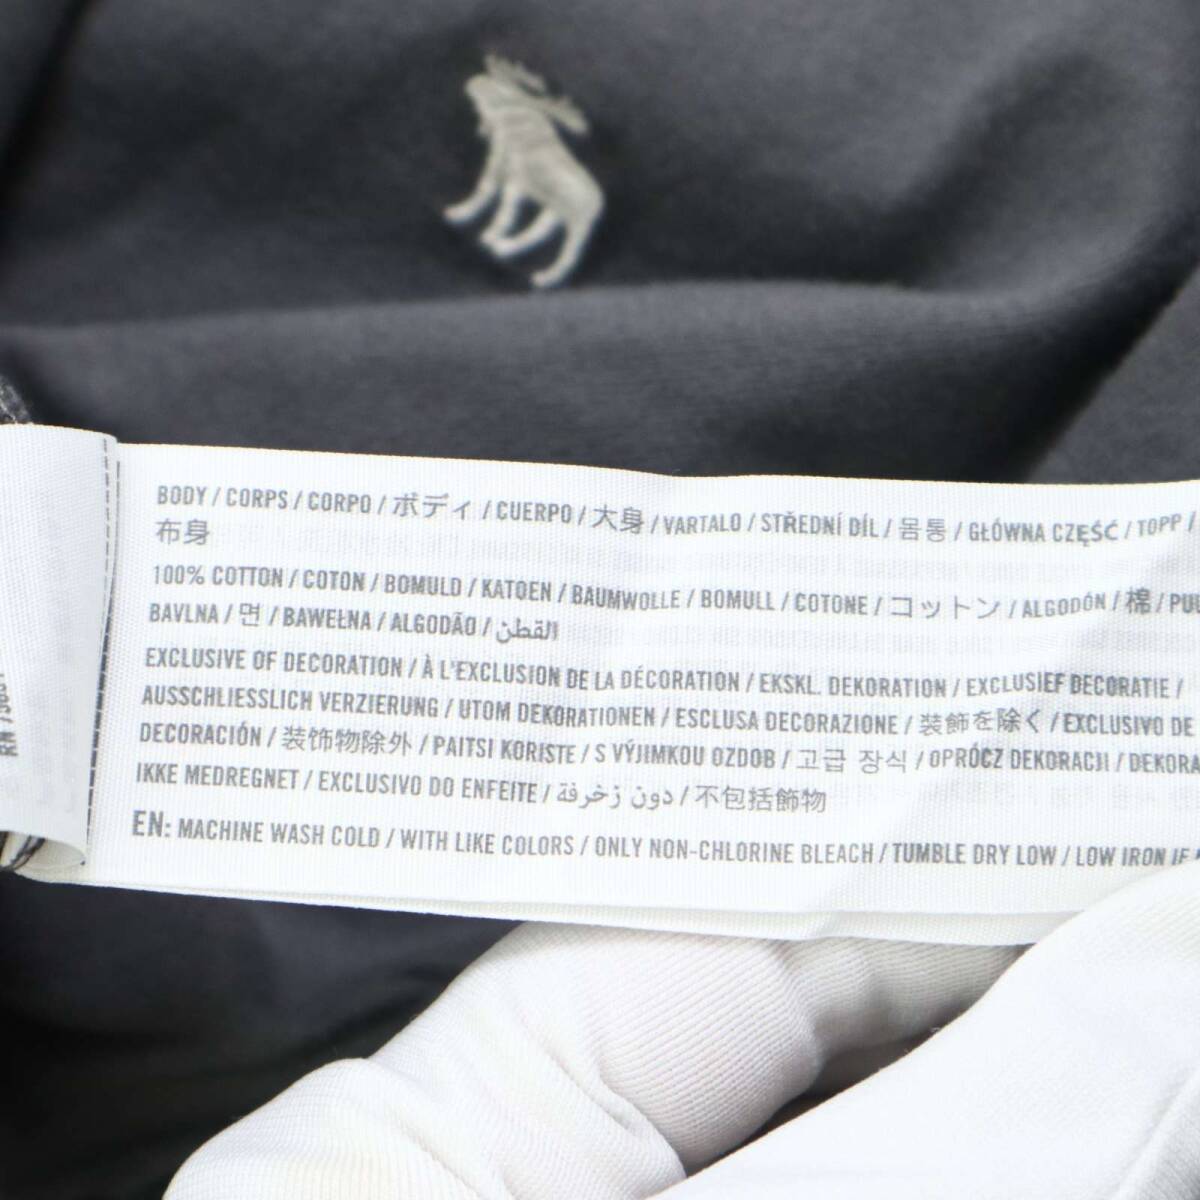 BODY / CORPS / CORPO / ボディ / CUERPO / 大身 / VARTALO / STŘEDNÍ DÍL / 몸통 / GŁÓWNA CZĘŚĆ / TOPP /
布身
100% COTTON / COTON / BOMULD / KATOEN / BAUMWOLLE / BOMULL / COTONE / コットン / ALGODÓN / 棉 /
BAVLNA / 면 / BAWEŁNA / ALGODÃO / القطن
EXCLUSIVE OF DECORATION / À L'EXCLUSION DE LA DÉCORATION / EKSKL. DEKORATION / EXCLUSIEF DECORATIE /
AUSSCHLIESSLICH VERZIERUNG / UTOM DEKORATIONEN / ESCLUSA DECORAZIONE / 装飾を除く / EXCLUSIVO DE
DECORACIÓN / 装饰物除外 / PAITSI KORISTE / S VÝJIMKOU OZDOB / 고급 장식 / OPRÓCZ DEKORACJI /
IKKE MEDREGNET / EXCLUSIVO DO ENFEITE / دون زخرفة / 不包括飾物
EN: MACHINE WASH COLD / WITH LIKE COLORS / ONLY NON-CHLORINE BLEACH / TUMBLE DRY LOW / LOW IRON IF